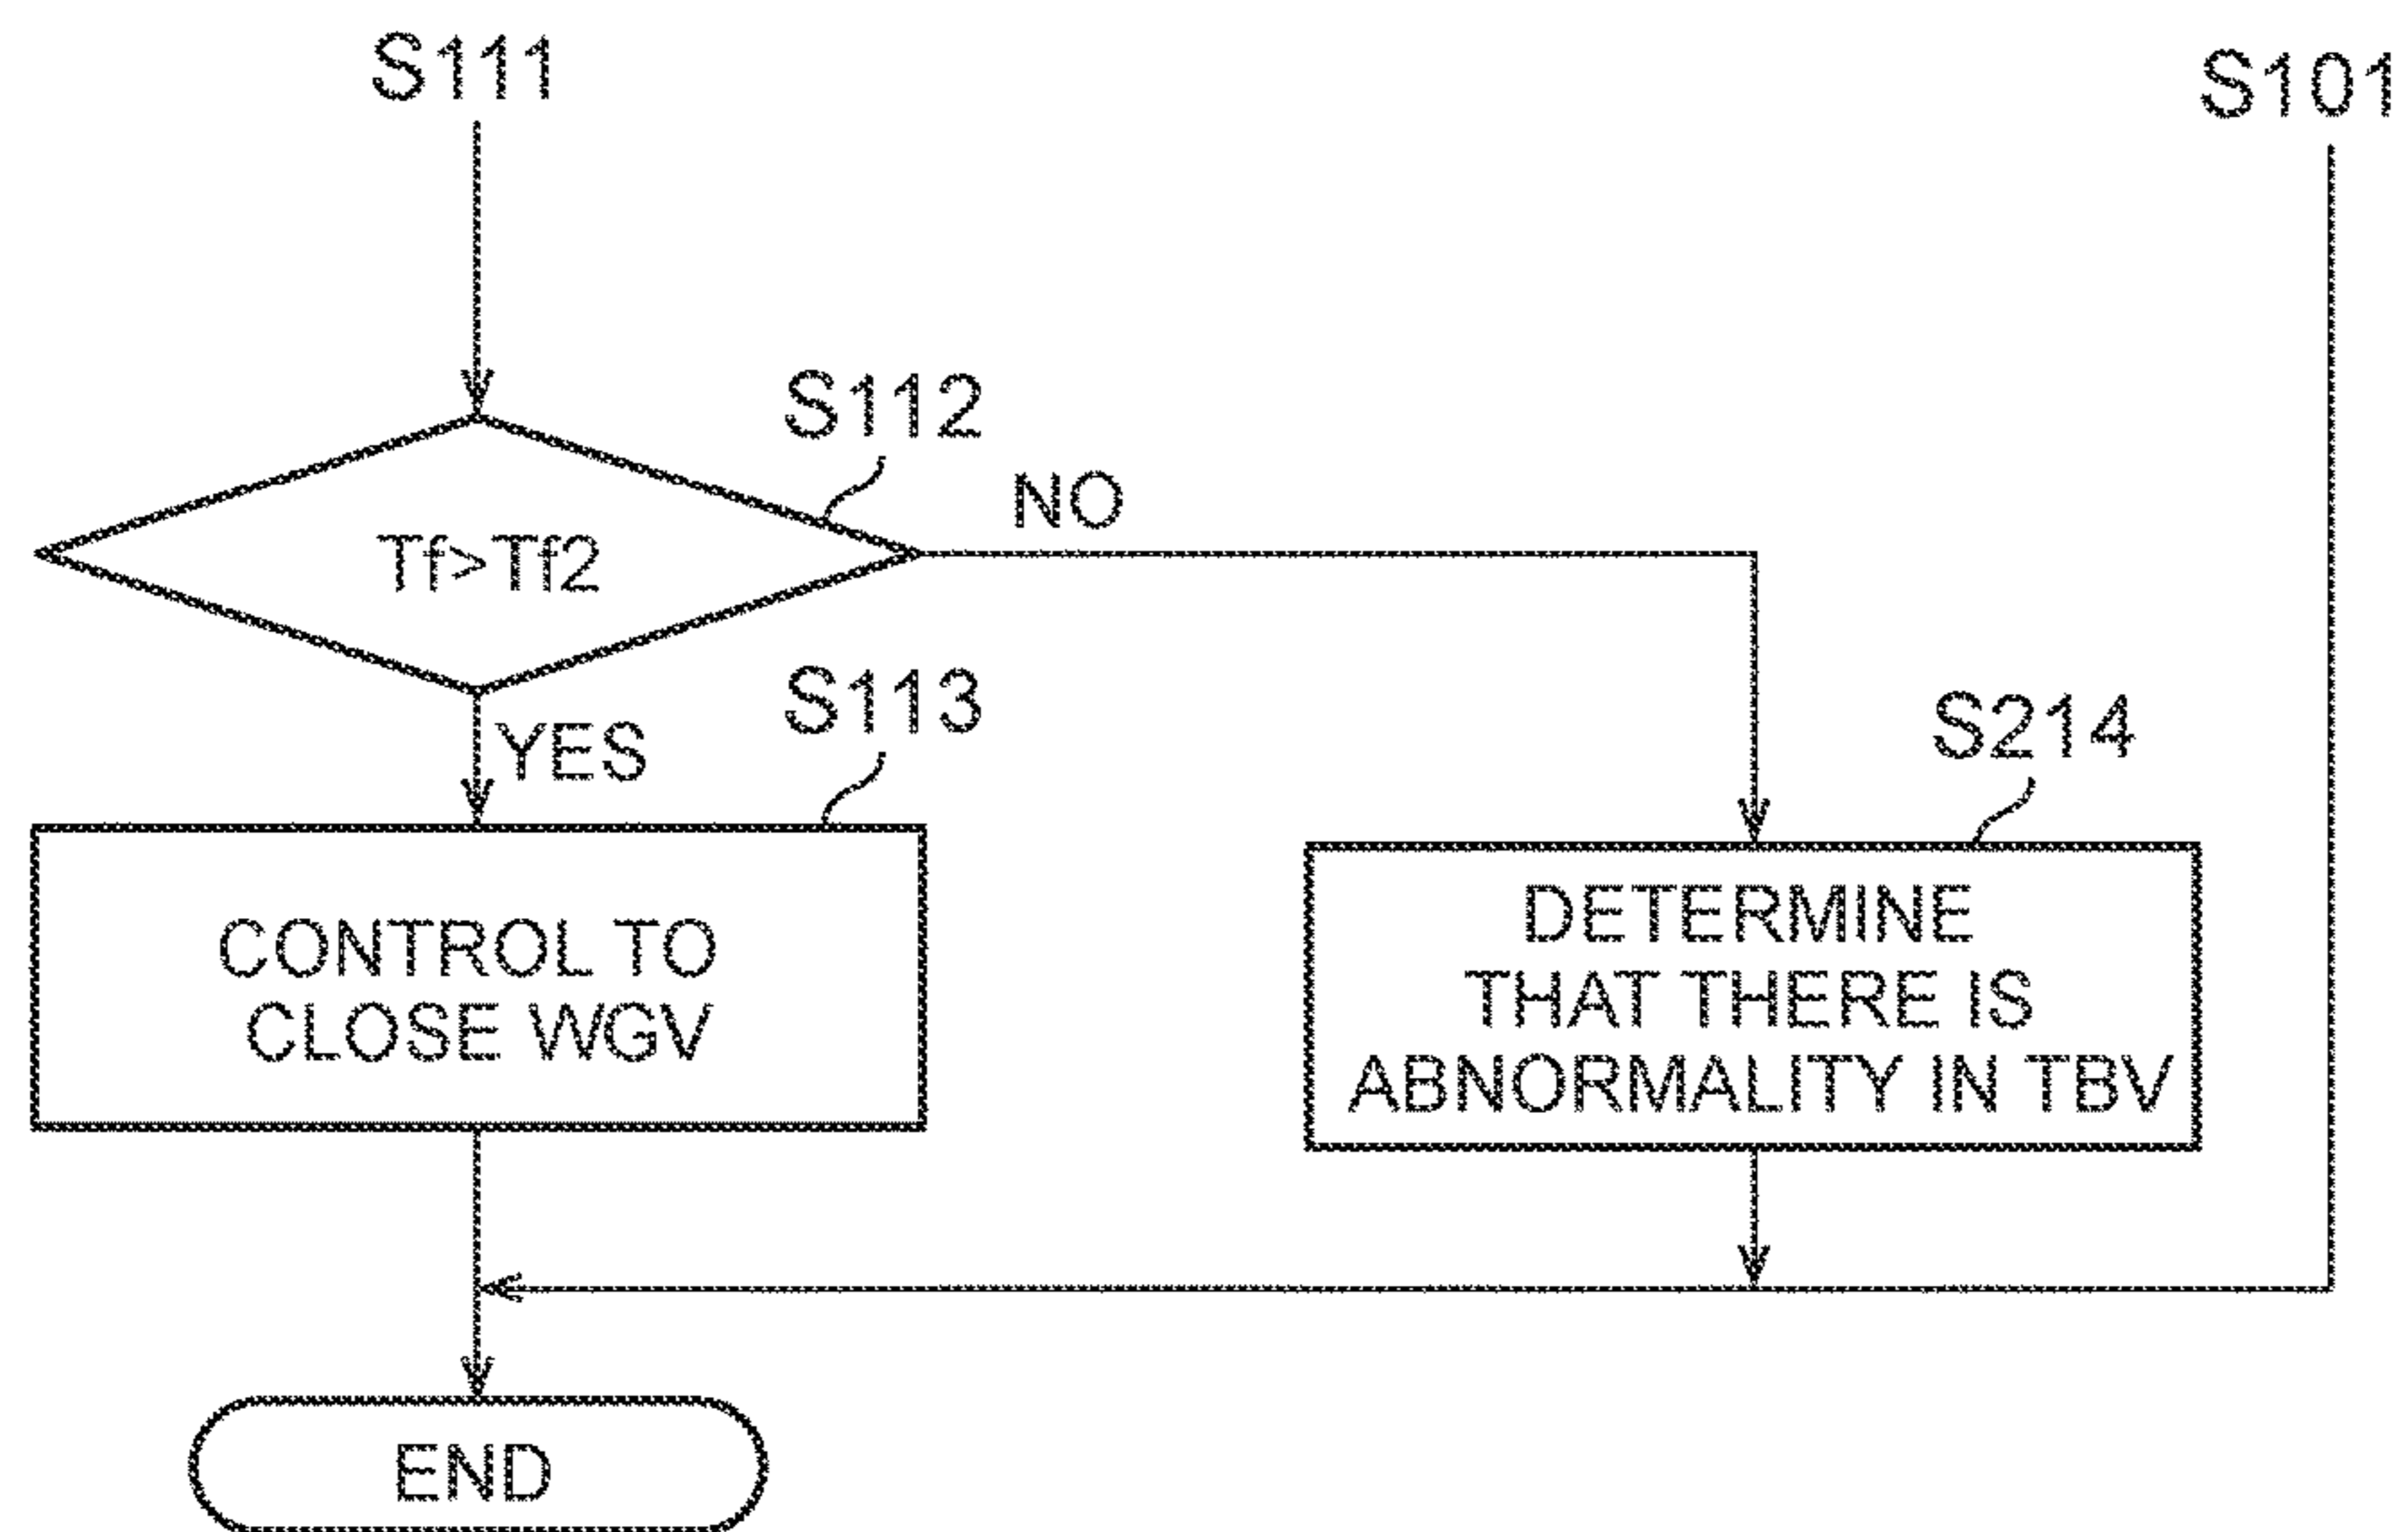 S111
S101
S112
NO
Tf>Tf2
S113
YES
S214
CONTROL TO
CLOSE WGV
DETERMINE
THAT THERE IS
ABNORMALITY IN TBV
END